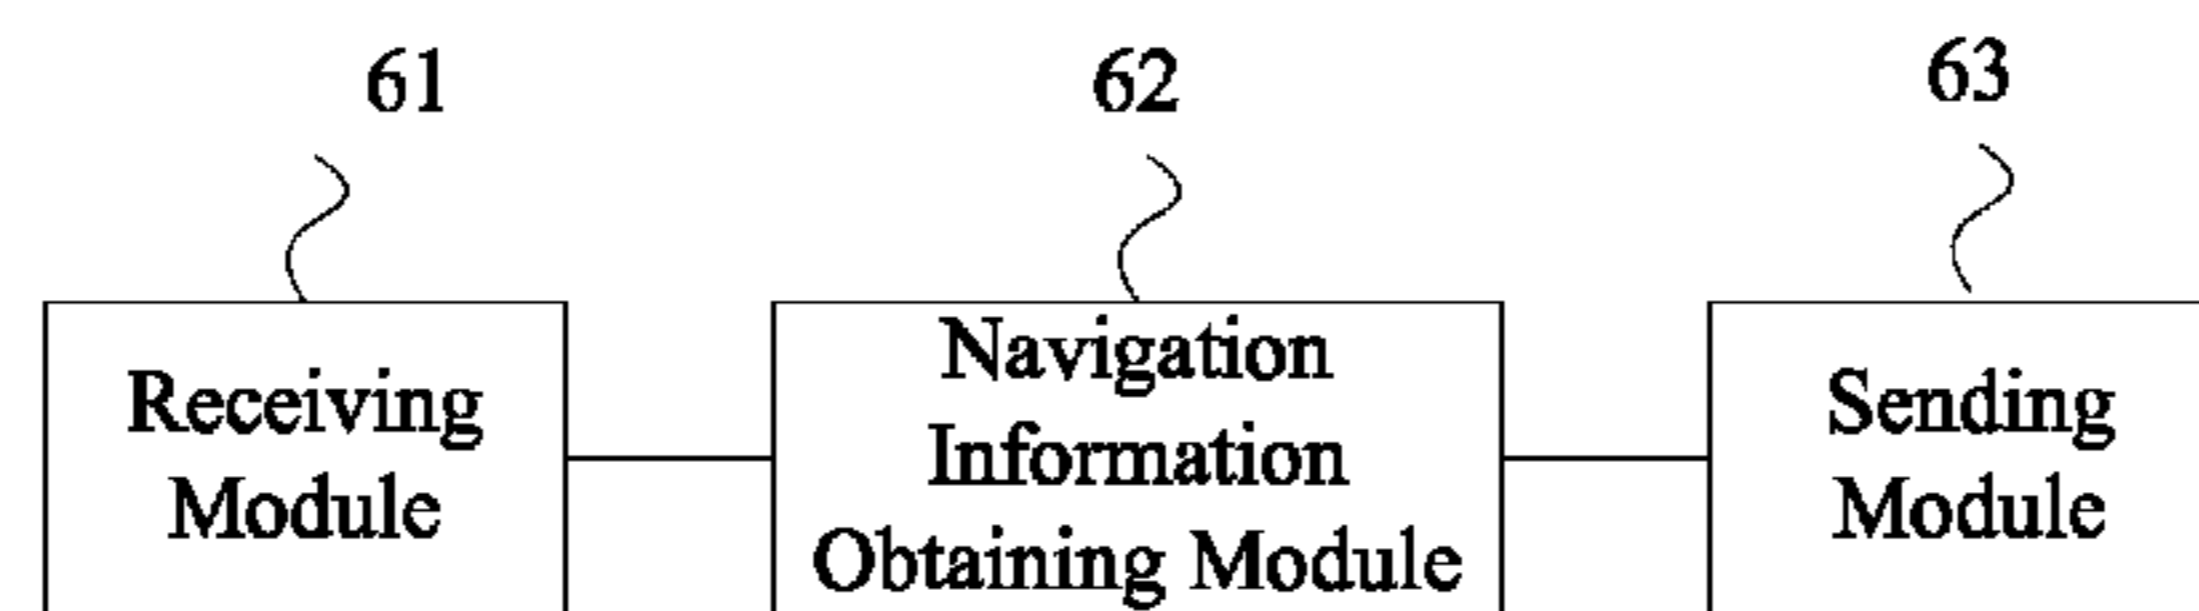 61
62
63
Receiving
Module
Navigation
Information
Obtaining Module
Sending
Module